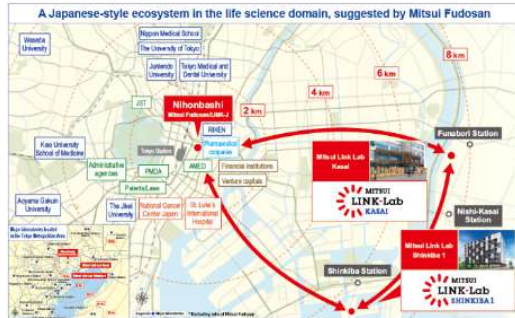 A Japanese-style ecosystem in the life science domain, suggested by Mitsui Fudosan
Waseda
University
Nippon Medical School
The University of Tokyo
Juntendo
University
Tokyo Medical and
Dental University
8 km
6 km
4 km
2 km
JST
Nihonbashi
Mitsui Fudosan/LINK-J
RIKEN
Pharmaceutical
companies
Tokyo Station
Keio University
School of Medicine
Administrative
agencies
PMDA
AMED
Financial institutions
Venture capitals
Patents/Laws
Aoyama Gakuin
University
The Jikei
University
National Cancer
Center Japan
St. Luke's
International
Hospital
Funabori Station
Mitsui Link Lab
Kasai
MITSUI
LINK-Lab
KASAI
Nishi-Kasai
Station
Mitsui Link Lab
Shinkiba 1
Shinkiba Station
MITSUI
LINK-Lab
SHINKIBA 1